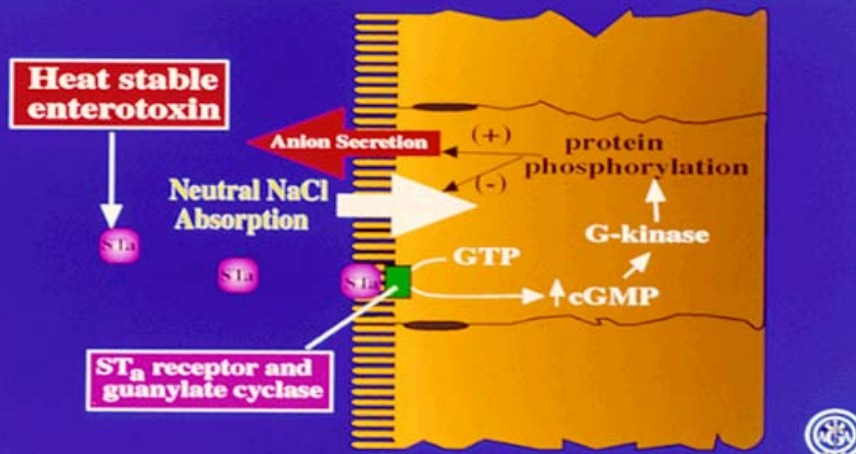 Heat stable
enterotoxin
Anion Secretion
(+)
protein
phosphorylation
(-)
Neutral NaCl
Absorption
G-kinase
STa
STa
STa
GTP
cGMP
STa receptor and
guanylate cyclase
AGA